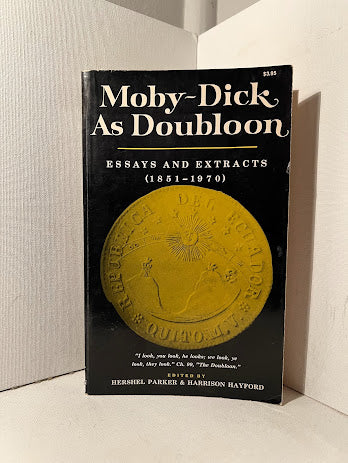 $3.95
Moby-Dick
As Doubloon
ESSAYS AND EXTRACTS
(1851–1970)
REPUBLICA DEL ECUADOR
QUITO
"I look, you look, he looks; we look, ye
look, they look." Ch. 99, "The Doubloon."
EDITED BY
HERSHEL PARKER & HARRISON HAYFORD